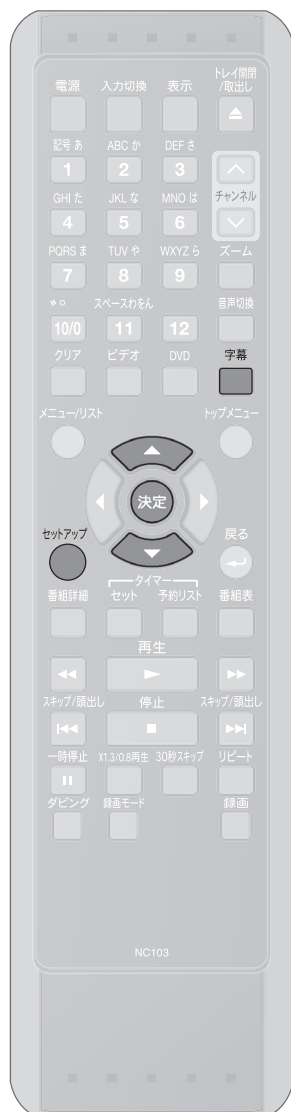 電源 入力切換 表示 トレイ開閉
/取出し
記号 あ ABC か DEF さ
1 2 3
GHI た JKL な MNO は チャンネル
4 5 6
PQRS ま TUV や WXYZ ら ズーム
7 8 9
゛゜ スペースわをん 音声切換
10/0 11 12
クリア ビデオ DVD 字幕
メニュー/リスト トップメニュー
決定
セットアップ 戻る
タイマー
番組詳細 セット 予約リスト 番組表
再生
スキップ/頭出し 停止 スキップ/頭出し
一時停止 X1.3/0.8再生 30秒スキップ リピート
ダビング 録画モード 録画
NC103